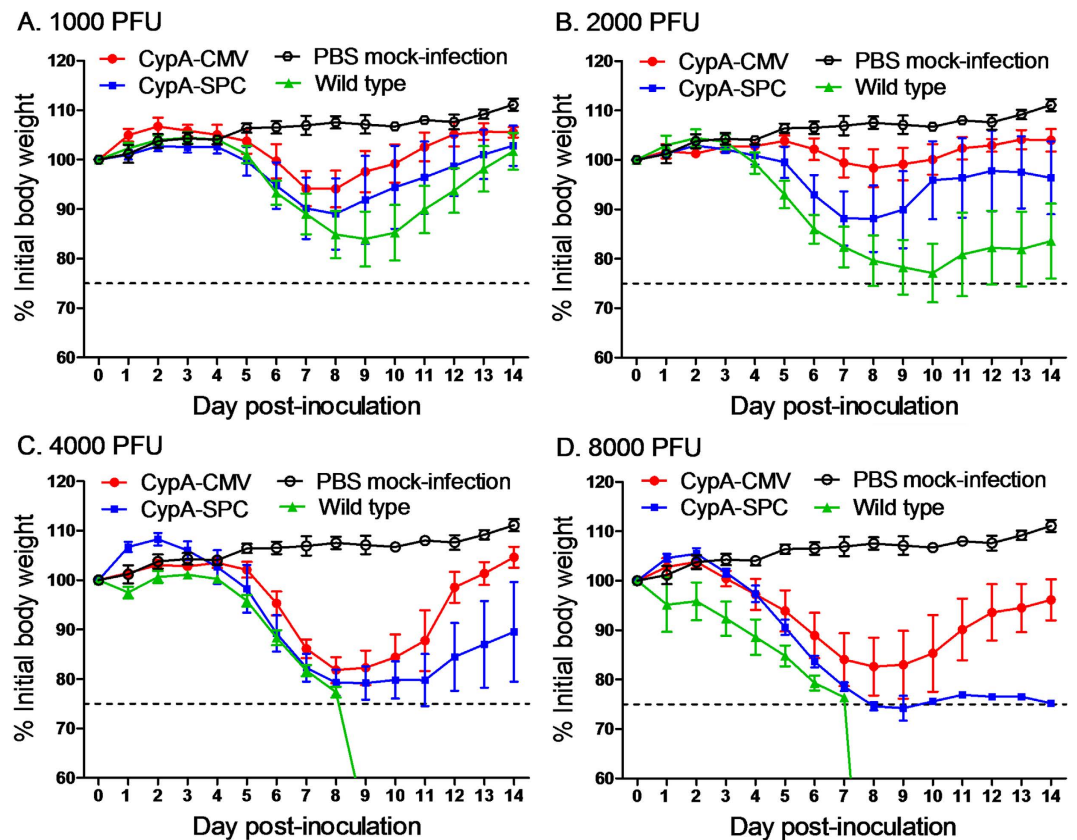 A. 1000 PFU
CypA-CMV PBS mock-infection
CypA-SPC Wild type
% Initial body weight
120
110
100
90
80
70
60
0 1 2 3 4 5 6 7 8 9 10 11 12 13 14
Day post-inoculation
B. 2000 PFU
CypA-CMV PBS mock-infection
CypA-SPC Wild type
% Initial body weight
120
110
100
90
80
70
60
0 1 2 3 4 5 6 7 8 9 10 11 12 13 14
Day post-inoculation
C. 4000 PFU
CypA-CMV PBS mock-infection
CypA-SPC Wild type
% Initial body weight
120
110
100
90
80
70
60
0 1 2 3 4 5 6 7 8 9 10 11 12 13 14
Day post-inoculation
D. 8000 PFU
CypA-CMV PBS mock-infection
CypA-SPC Wild type
% Initial body weight
120
110
100
90
80
70
60
0 1 2 3 4 5 6 7 8 9 10 11 12 13 14
Day post-inoculation